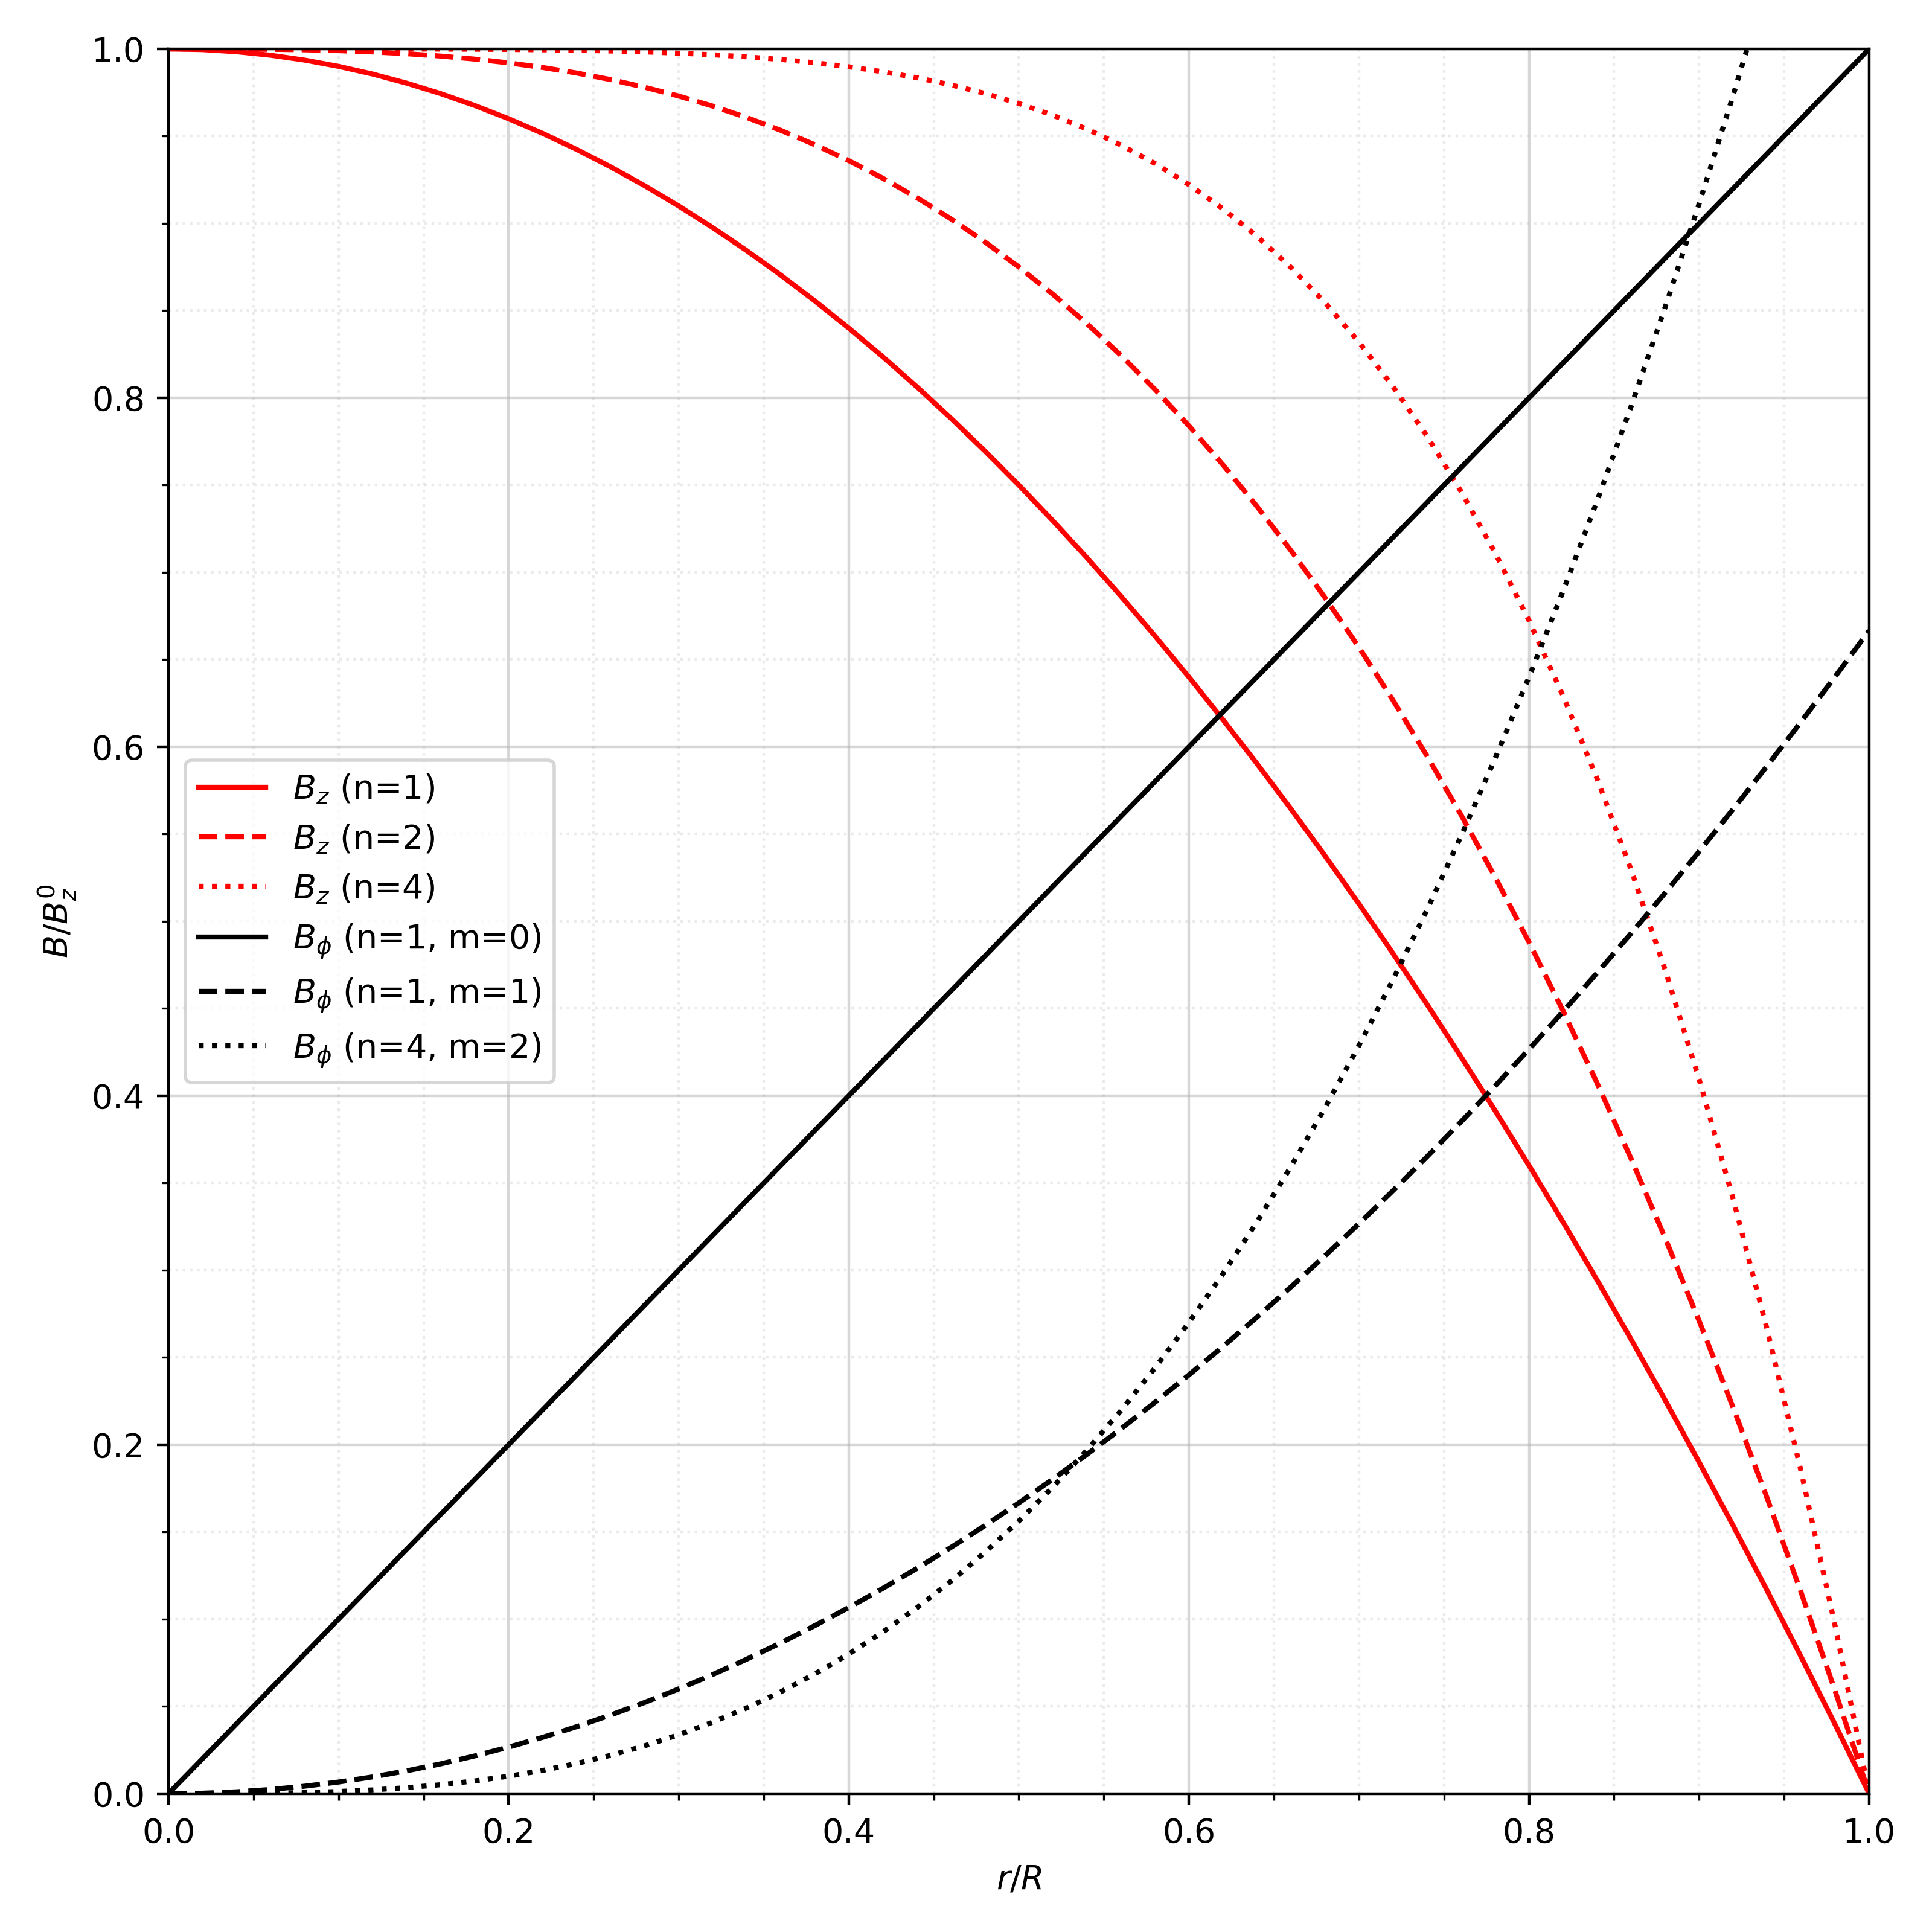 1.0
0.8
0.6
0.4
0.2
0.0
B/B_z^0
B_z (n=1)
B_z (n=2)
B_z (n=4)
B_ϕ (n=1, m=0)
B_ϕ (n=1, m=1)
B_ϕ (n=4, m=2)
0.0 0.2 0.4 0.6 0.8 1.0
r/R